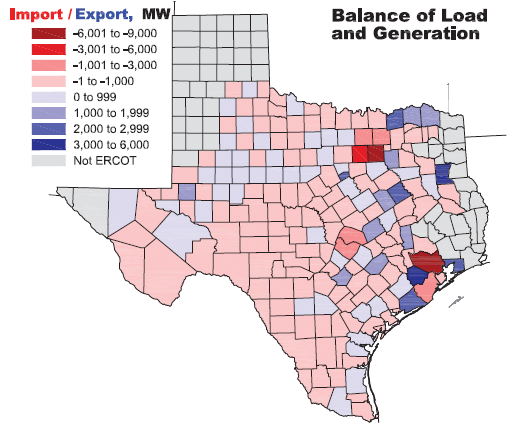 Import / Export, MW
Balance of Load
and Generation
–6,001 to –9,000
–3,001 to –6,000
–1,001 to –3,000
–1 to –1,000
0 to 999
1,000 to 1,999
2,000 to 2,999
3,000 to 6,000
Not ERCOT